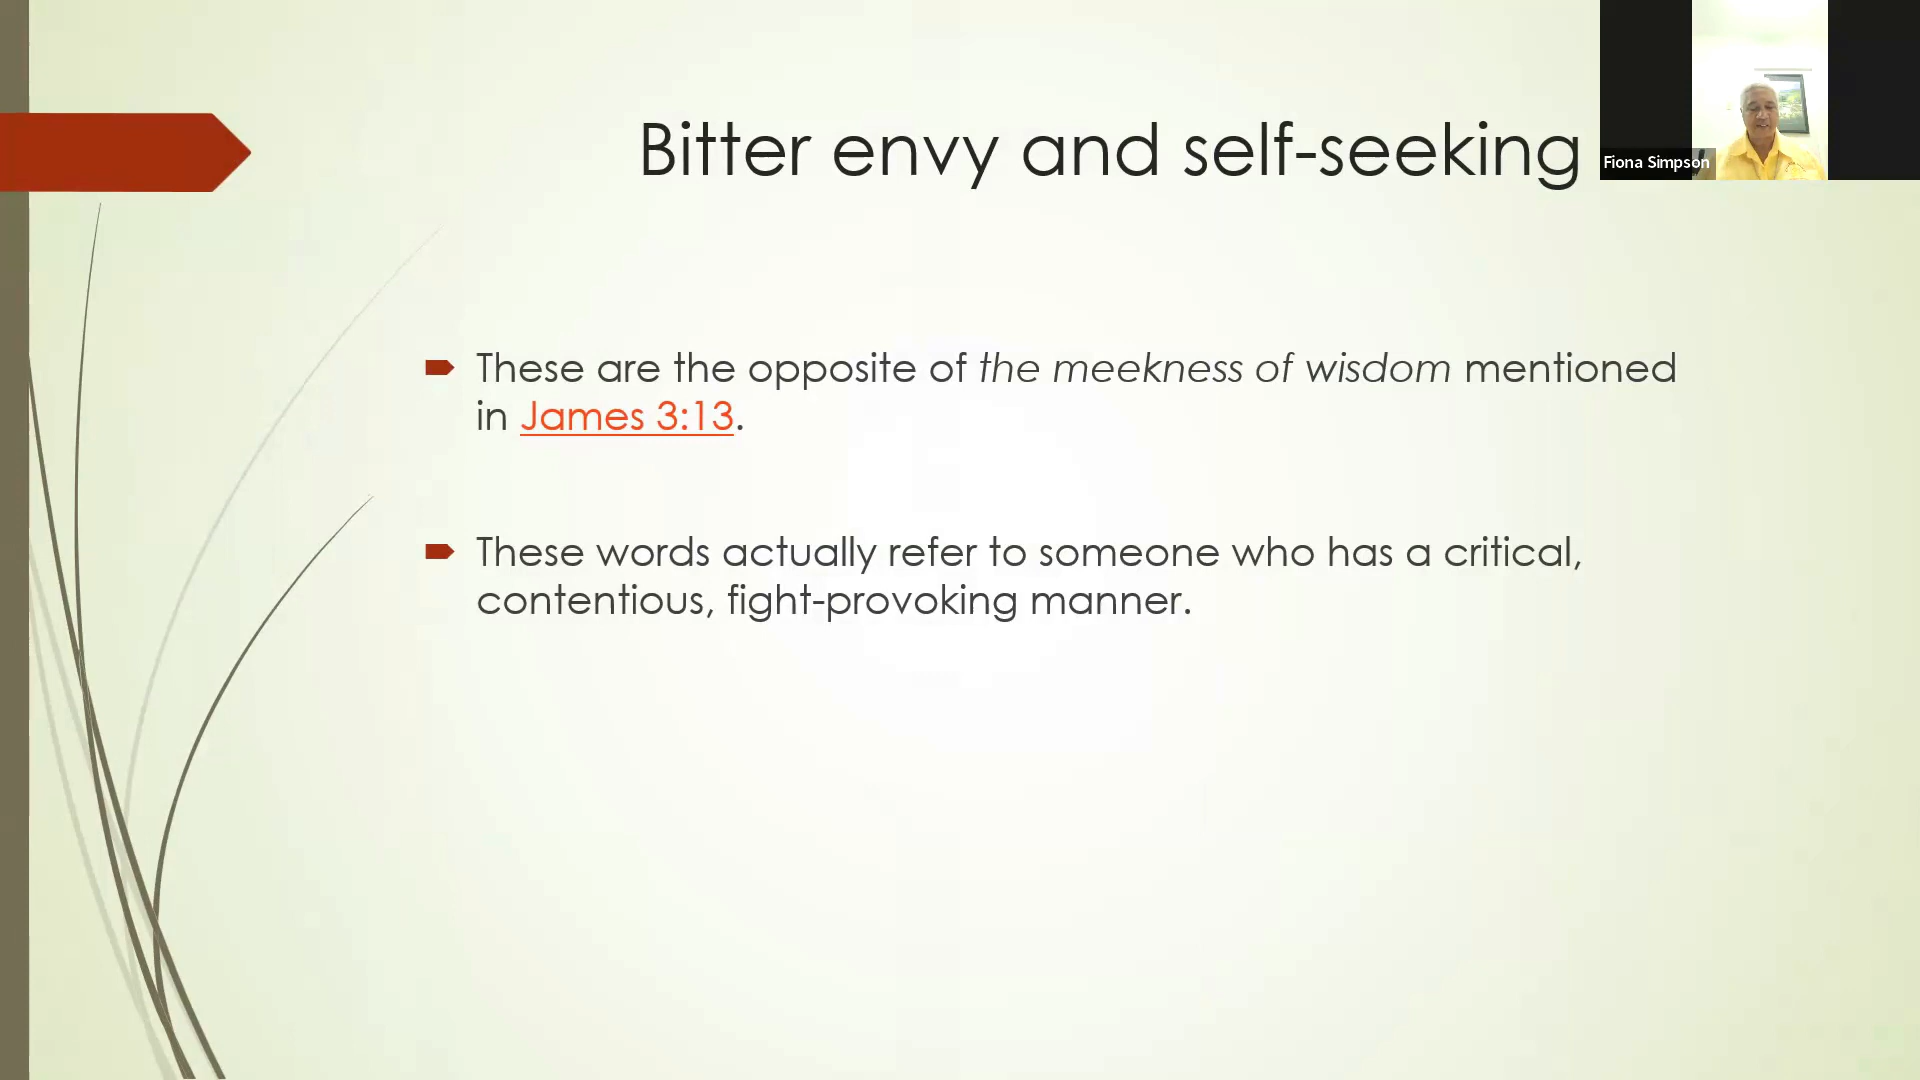 Bitter envy and self-seeking
Fiona Simpson
These are the opposite of the meekness of wisdom mentioned
in James 3:13.
These words actually refer to someone who has a critical,
contentious, fight-provoking manner.